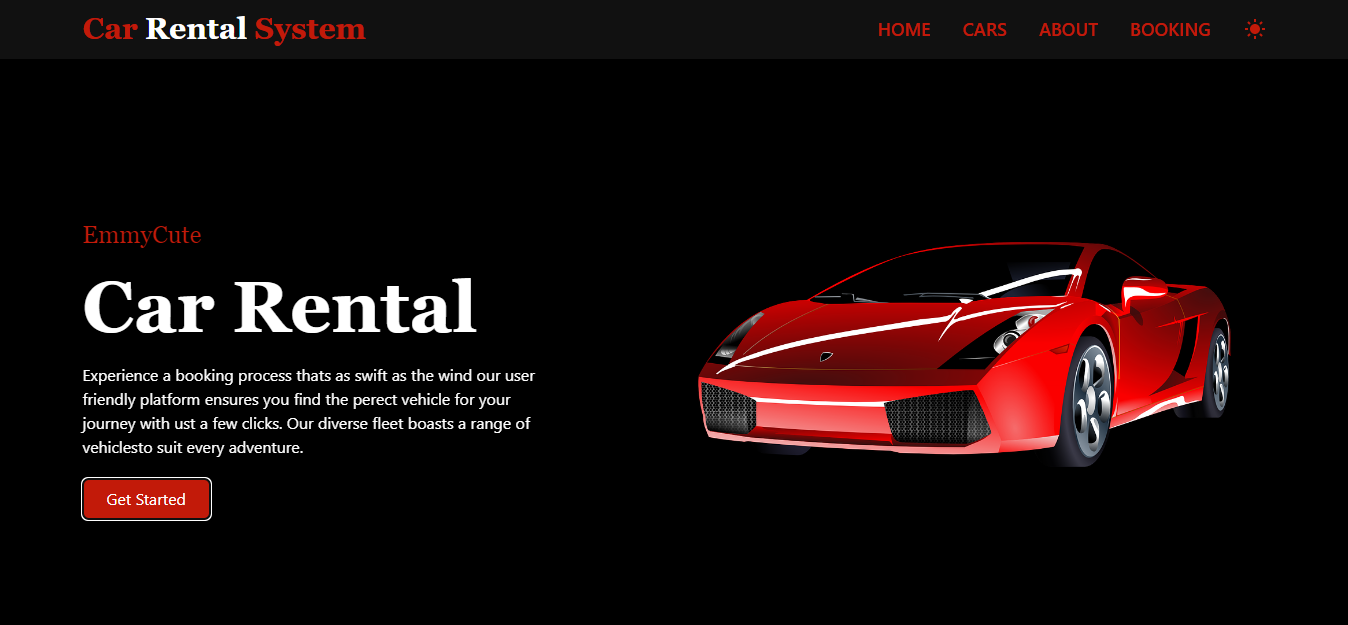 Car Rental System
HOME CARS ABOUT BOOKING
EmmyCute
Car Rental
Experience a booking process thats as swift as the wind our user
friendly platform ensures you find the perect vehicle for your
journey with ust a few clicks. Our diverse fleet boasts a range of
vehiclesto suit every adventure.
Get Started